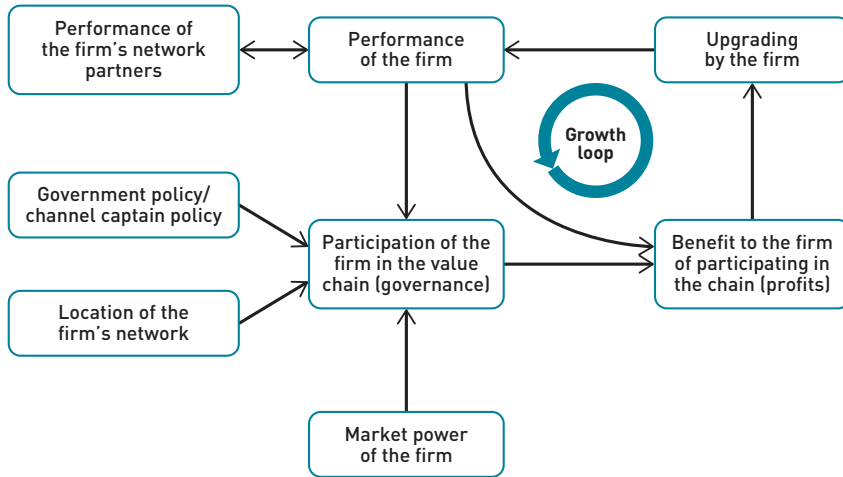 Performance of
the firm’s network
partners
Performance
of the firm
Upgrading
by the firm
Growth
loop
Government policy/
channel captain policy
Participation of the
firm in the value
chain (governance)
Benefit to the firm
of participating in
the chain (profits)
Location of the
firm’s network
Market power
of the firm